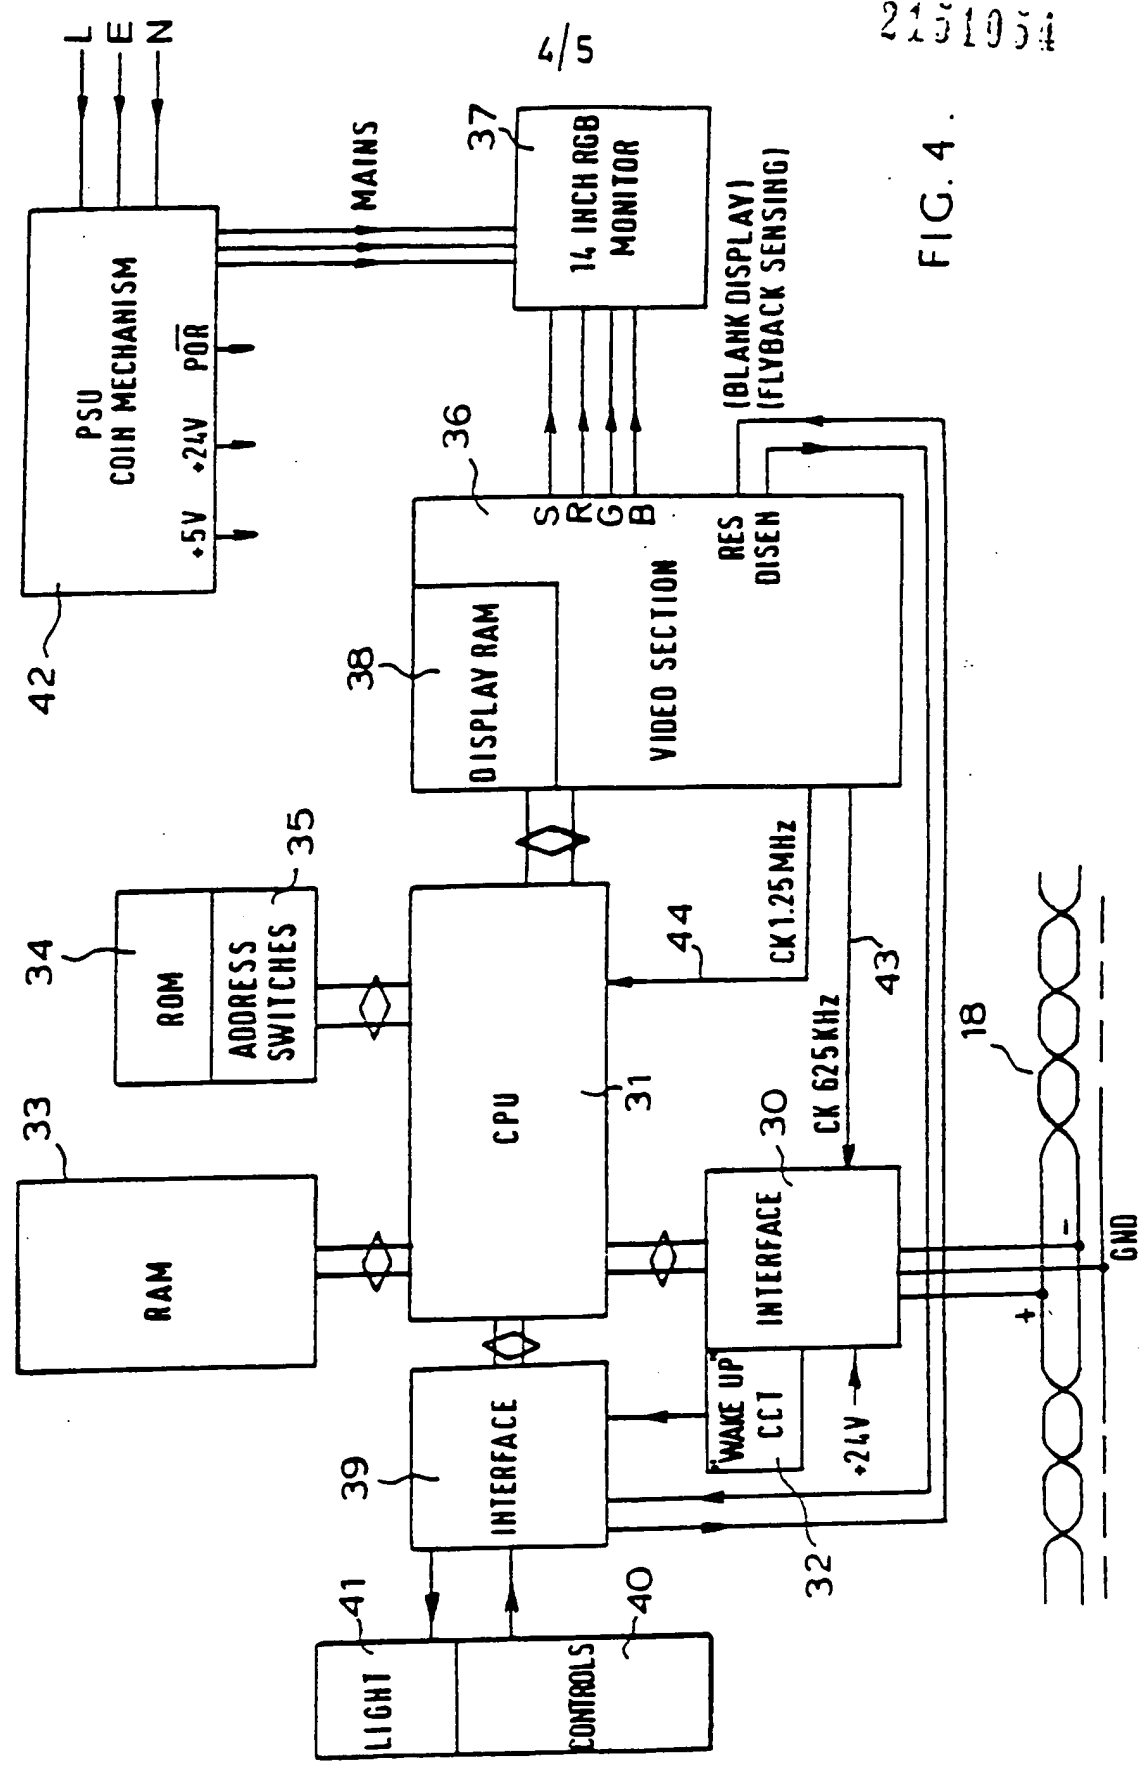 2151054
4/5
L
E
N
PSU
COIN MECHANISM
+5V
+24V
POR
42
MAINS
37
14 INCH RGB
MONITOR
36
S
R
G
B
RES
DISEN
(BLANK DISPLAY)
(FLYBACK SENSING)
38
DISPLAY RAM
VIDEO SECTION
34
ROM
35
ADDRESS
SWITCHES
33
RAM
CPU
31
44
CK 1.25MHz
43
CK 625KHz
30
INTERFACE
"WAKE UP"
CCT
32
+24V
39
INTERFACE
41
LIGHT
40
CONTROLS
18
+
-
GND
FIG. 4.